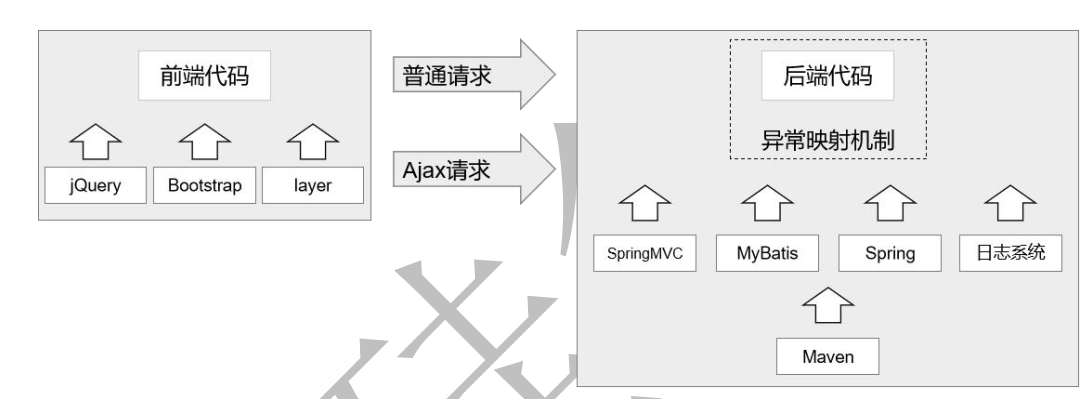 前端代码
jQuery
Bootstrap
layer
普通请求
Ajax请求
后端代码
异常映射机制
SpringMVC
MyBatis
Spring
日志系统
Maven